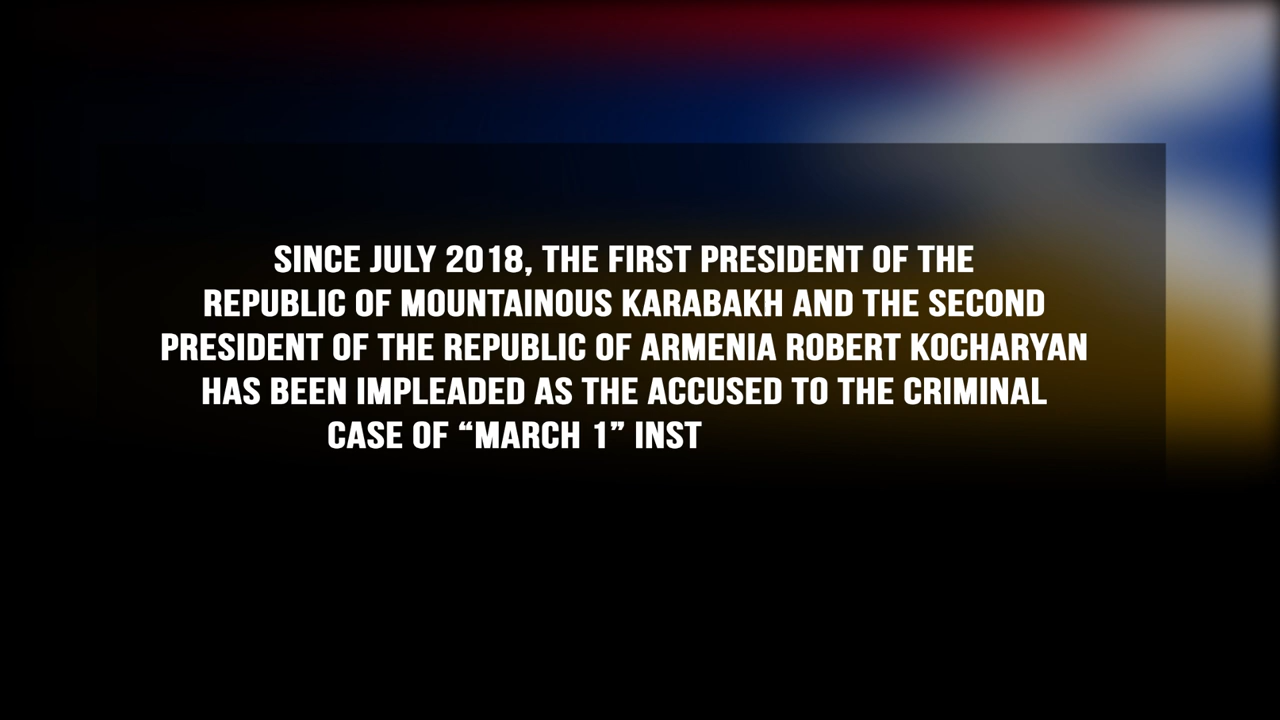 SINCE JULY 2018, THE FIRST PRESIDENT OF THE
REPUBLIC OF MOUNTAINOUS KARABAKH AND THE SECOND
PRESIDENT OF THE REPUBLIC OF ARMENIA ROBERT KOCHARYAN
HAS BEEN IMPLEADED AS THE ACCUSED TO THE CRIMINAL
CASE OF “MARCH 1” INST